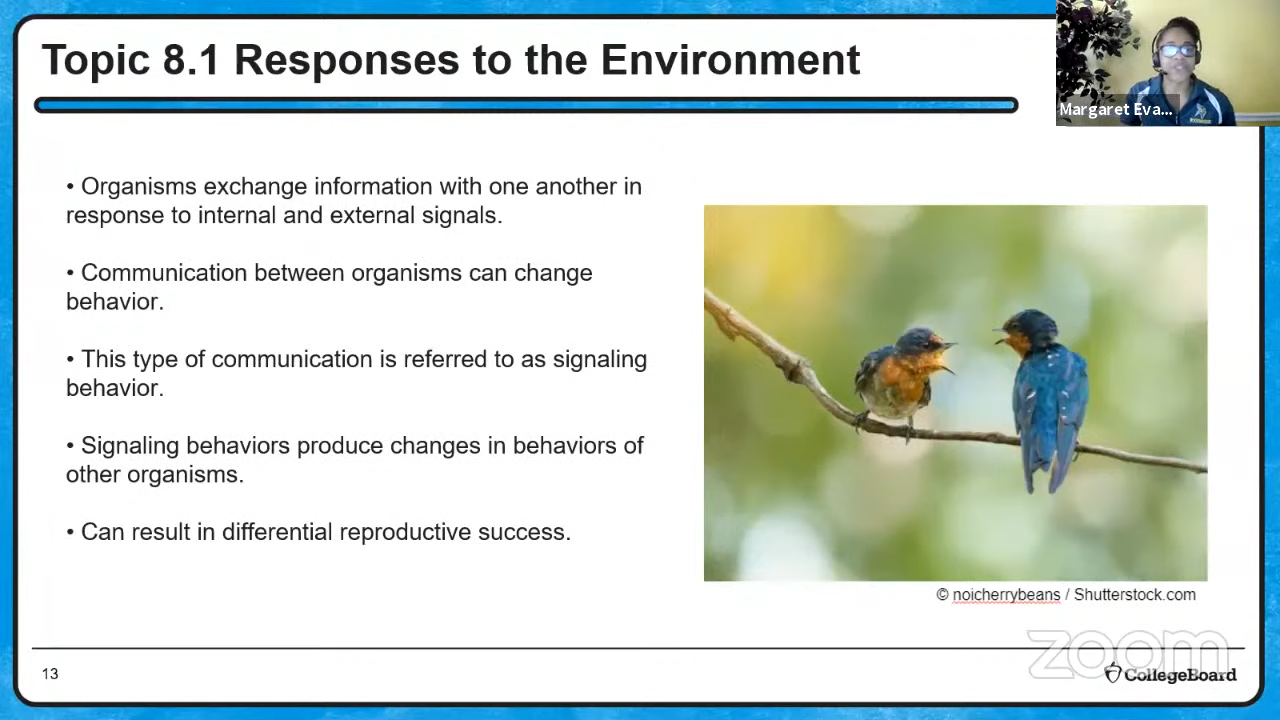 Topic 8.1 Responses to the Environment
Margaret Eva...
• Organisms exchange information with one another in
response to internal and external signals.
• Communication between organisms can change
behavior.
• This type of communication is referred to as signaling
behavior.
• Signaling behaviors produce changes in behaviors of
other organisms.
• Can result in differential reproductive success.
© noicherrybeans / Shutterstock.com
zoom
13
CollegeBoard